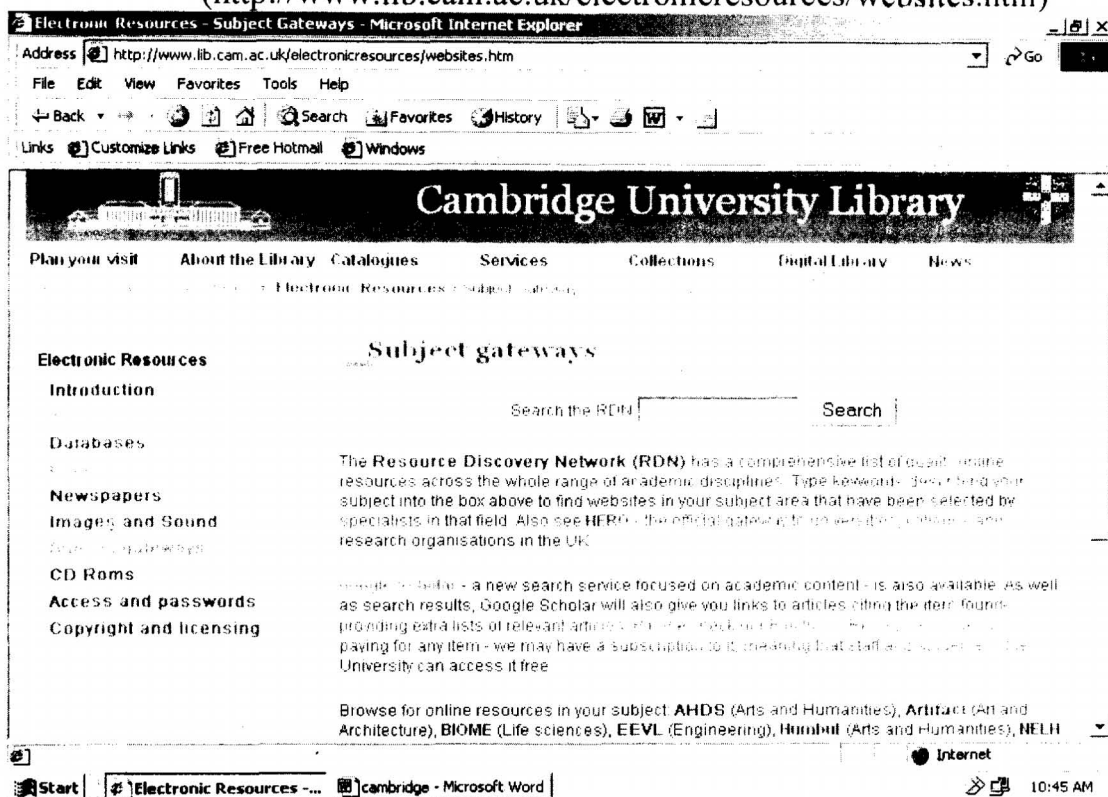 (http://www.lib.cam.ac.uk/electronicresources/websites.htm)
Electronic Resources - Subject Gateways - Microsoft Internet Explorer
Address http://www.lib.cam.ac.uk/electronicresources/websites.htm Go
File Edit View Favorites Tools Help
Back Search Favorites History
Links Customize Links Free Hotmail Windows
Cambridge University Library
Plan your visit About the Library Catalogues Services Collections Digital Library News
Electronic Resources
Subject gateways
Electronic Resources
Introduction
Databases
Newspapers
Images and Sound
CD Roms
Access and passwords
Copyright and licensing
Search the RDN Search
The Resource Discovery Network (RDN) has a comprehensive list of online
resources across the whole range of academic disciplines. Type keywords your
subject into the box above to find websites in your subject area that have been selected by
specialists in that field. Also see HERO - the official gateway to
research organisations in the UK
- a new search service focused on academic content - is also available. As well
as search results, Google Scholar will also give you links to articles citing the item found-
providing extra lists of relevant
paying for any item - we may have a subscription to it, meaning that staff
University can access it free
Browse for online resources in your subject: AHDS (Arts and Humanities), Artifact (Art and
Architecture), BIOME (Life sciences), EEVL (Engineering), Humbul (Arts and Humanities), NELH
Internet
Start Electronic Resources -... cambridge - Microsoft Word 10:45 AM